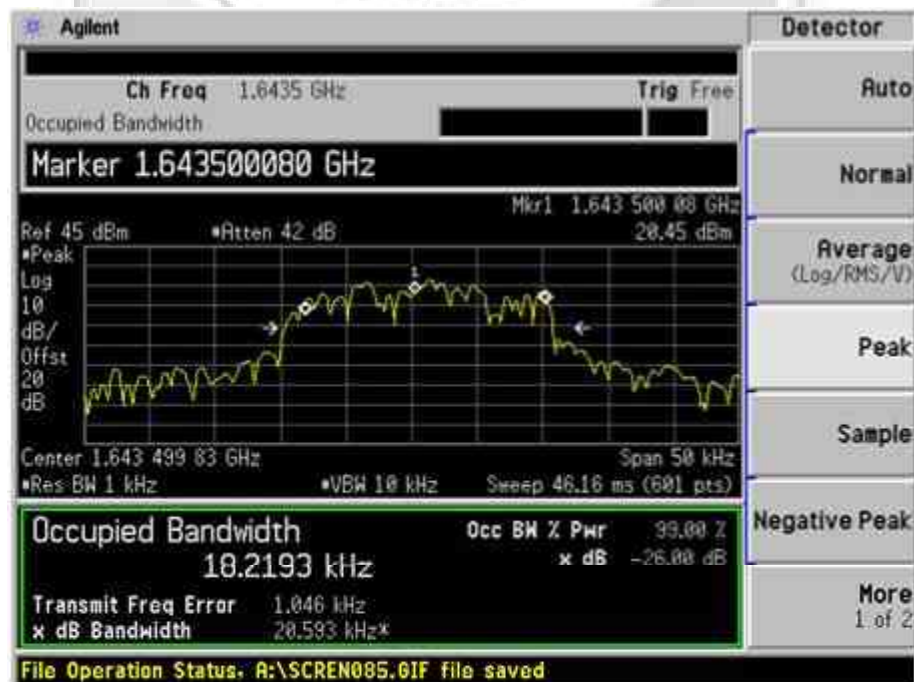 Agilent
Detector
Ch Freq 1.6435 GHz Trig Free
Occupied Bandwidth
Marker 1.643500080 GHz
Mkr1 1.643 500 08 GHz
Ref 45 dBm #Atten 42 dB 20.45 dBm
#Peak
Log
10
dB/
Offst
20
dB
1
Center 1.643 499 83 GHz Span 50 kHz
#Res BW 1 kHz #VBW 10 kHz Sweep 46.16 ms (601 pts)
Occupied Bandwidth
18.2193 kHz
Occ BW % Pwr 99.00 %
x dB -26.00 dB
Transmit Freq Error 1.046 kHz
x dB Bandwidth 20.593 kHz*
File Operation Status, A:\SCREN085.GIF file saved
Auto
Normal
Average
(Log/RMS/V)
Peak
Sample
Negative Peak
More
1 of 2